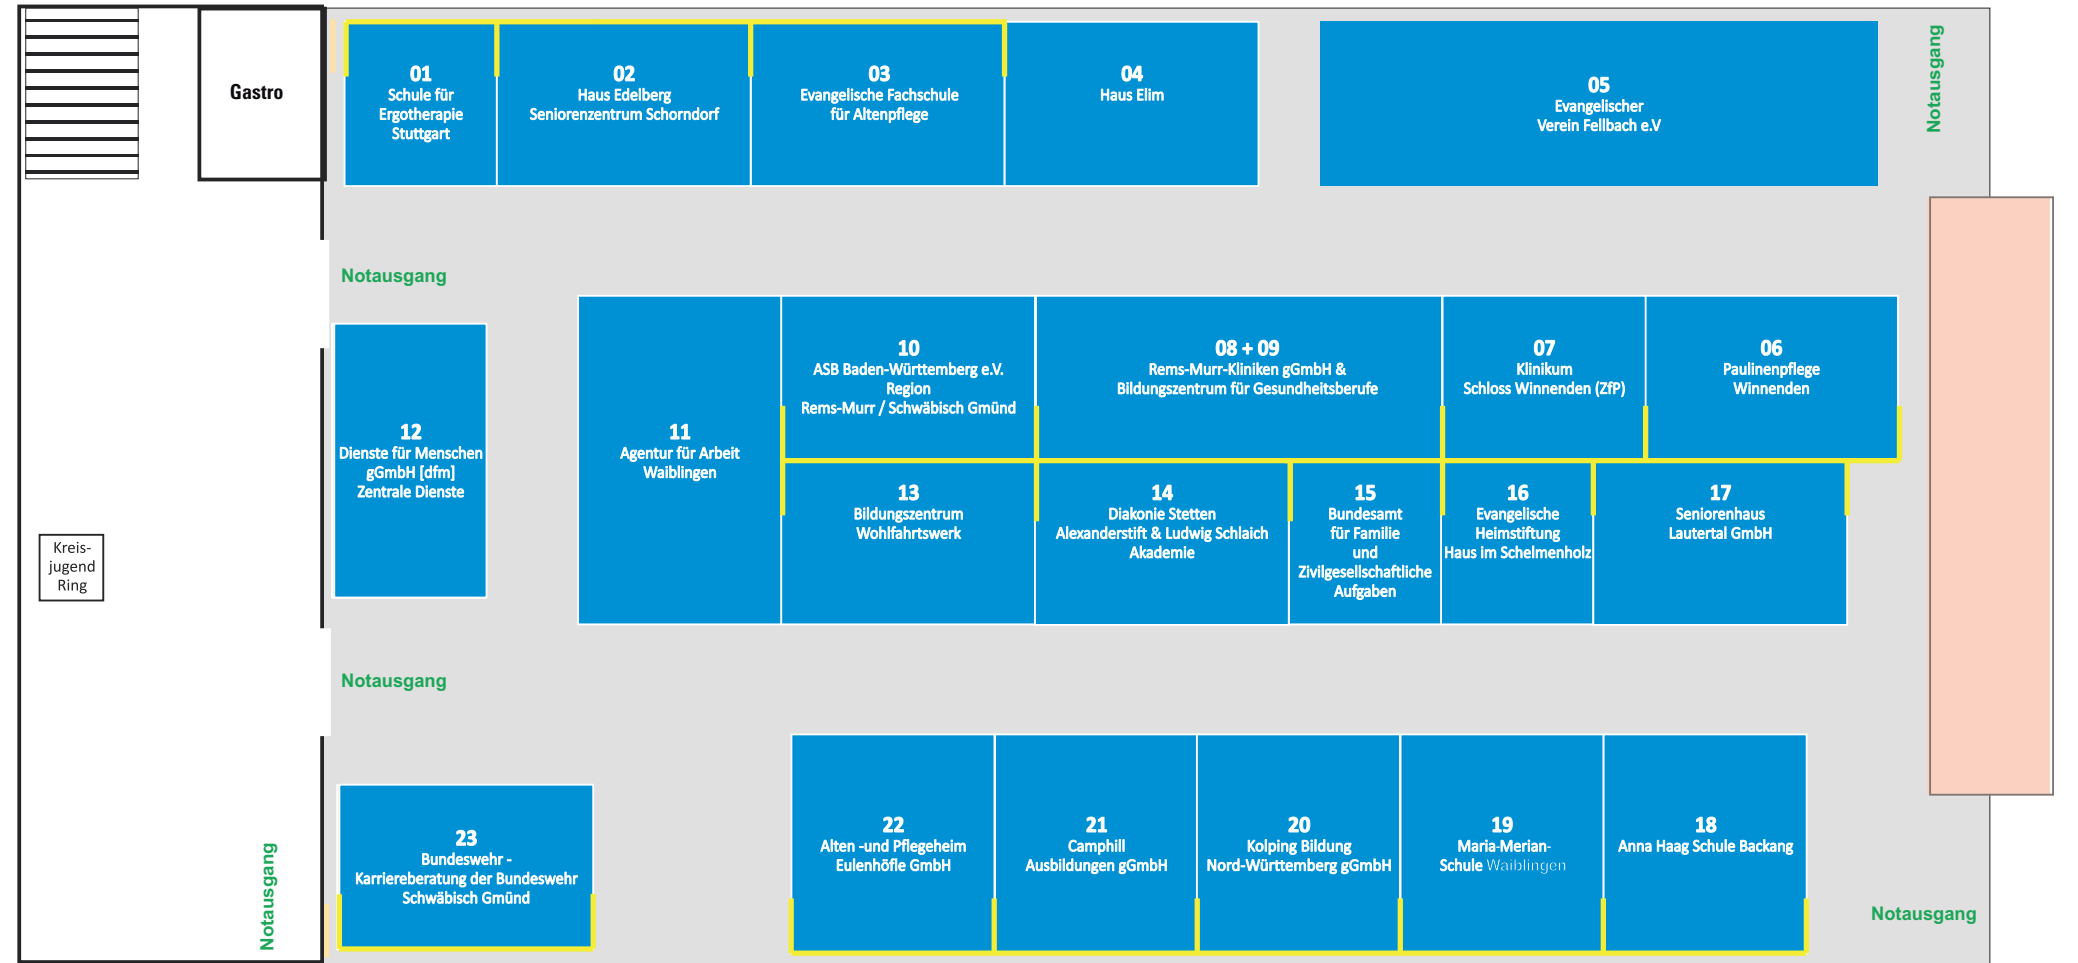 Gastro
01
Schule für
Ergotherapie
Stuttgart
02
Haus Edelberg
Seniorenzentrum Schorndorf
03
Evangelische Fachschule
für Altenpflege
04
Haus Elim
05
Evangelischer
Verein Fellbach e.V
Notausgang
Notausgang
12
Dienste für Menschen
gGmbH [dfm]
Zentrale Dienste
11
Agentur für Arbeit
Waiblingen
10
ASB Baden-Württemberg e.V.
Region
Rems-Murr / Schwäbisch Gmünd
08 + 09
Rems-Murr-Kliniken gGmbH &
Bildungszentrum für Gesundheitsberufe
07
Klinikum
Schloss Winnenden (ZfP)
06
Paulinenpflege
Winnenden
13
Bildungszentrum
Wohlfahrtswerk
14
Diakonie Stetten
Alexanderstift & Ludwig Schlaich
Akademie
15
Bundesamt
für Familie
und
Zivilgesellschaftliche
Aufgaben
16
Evangelische
Heimstiftung
Haus im Schelmenholz
17
Seniorenhaus
Lautertal GmbH
Kreis-
jugend
Ring
Notausgang
23
Bundeswehr -
Karriereberatung der Bundeswehr
Schwäbisch Gmünd
22
Alten -und Pflegeheim
Eulenhöfle GmbH
21
Camphill
Ausbildungen gGmbH
20
Kolping Bildung
Nord-Württemberg gGmbH
19
Maria-Merian-
Schule Waiblingen
18
Anna Haag Schule Backang
Notausgang
Notausgang